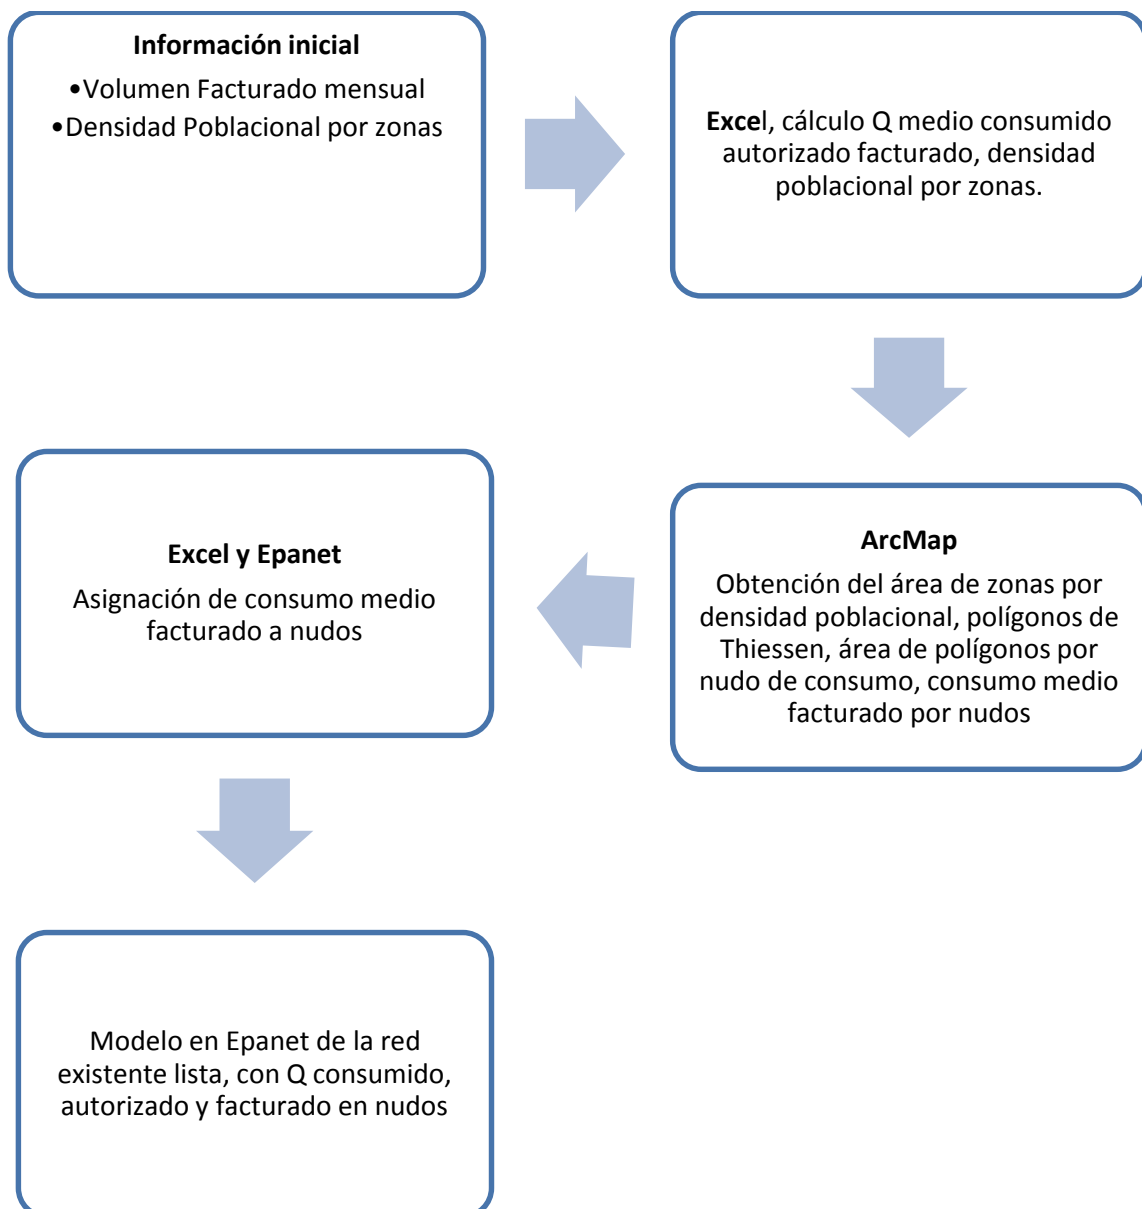 Información inicial
•Volumen Facturado mensual
•Densidad Poblacional por zonas
Excel, cálculo Q medio consumido
autorizado facturado, densidad
poblacional por zonas.
ArcMap
Obtención del área de zonas por
densidad poblacional, polígonos de
Thiessen, área de polígonos por
nudo de consumo, consumo medio
facturado por nudos
Excel y Epanet
Asignación de consumo medio
facturado a nudos
Modelo en Epanet de la red
existente lista, con Q consumido,
autorizado y facturado en nudos